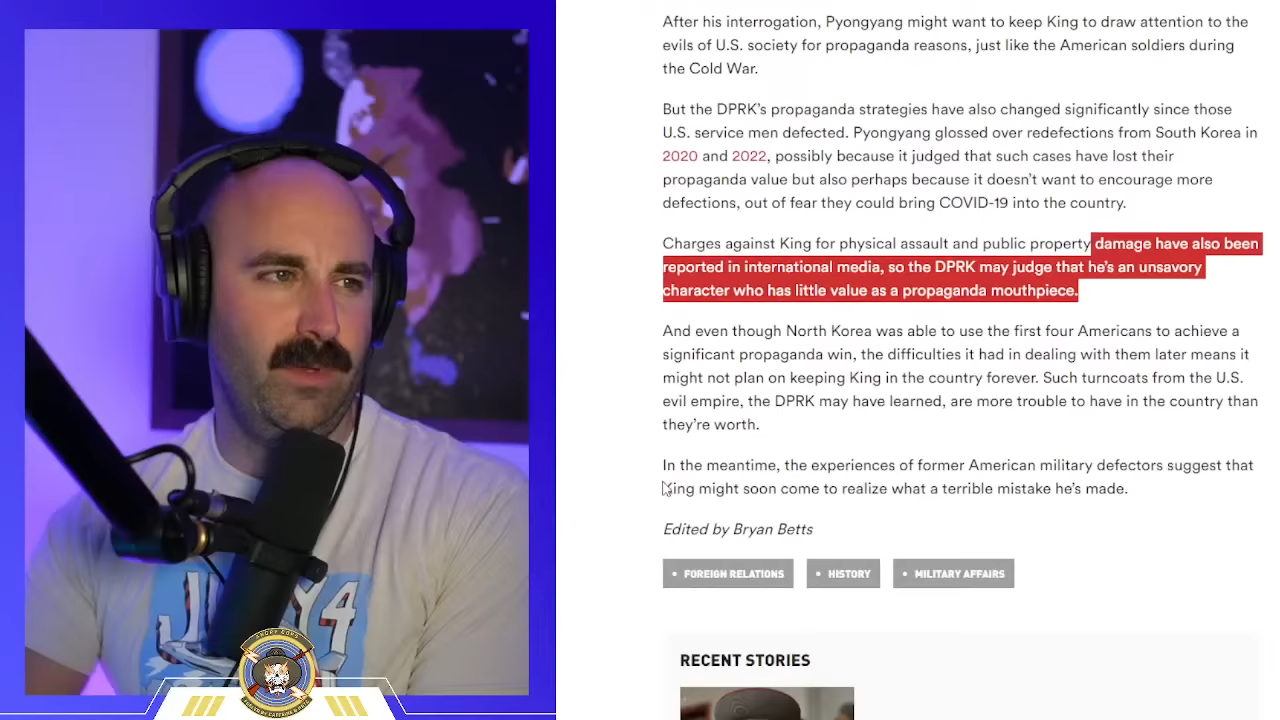 After his interrogation, Pyongyang might want to keep King to draw attention to the
evils of U.S. society for propaganda reasons, just like the American soldiers during
the Cold War.
But the DPRK's propaganda strategies have also changed significantly since those
U.S. service men defected. Pyongyang glossed over redefections from South Korea in
2020 and 2022, possibly because it judged that such cases have lost their
propaganda value but also perhaps because it doesn't want to encourage more
defections, out of fear they could bring COVID-19 into the country.
Charges against King for physical assault and public property damage have also been
reported in international media, so the DPRK may judge that he's an unsavory
character who has little value as a propaganda mouthpiece.
And even though North Korea was able to use the first four Americans to achieve a
significant propaganda win, the difficulties it had in dealing with them later means it
might not plan on keeping King in the country forever. Such turncoats from the U.S.
evil empire, the DPRK may have learned, are more trouble to have in the country than
they're worth.
In the meantime, the experiences of former American military defectors suggest that
King might soon come to realize what a terrible mistake he's made.
Edited by Bryan Betts
• FOREIGN RELATIONS • HISTORY • MILITARY AFFAIRS
RECENT STORIES
ANGRY COPS